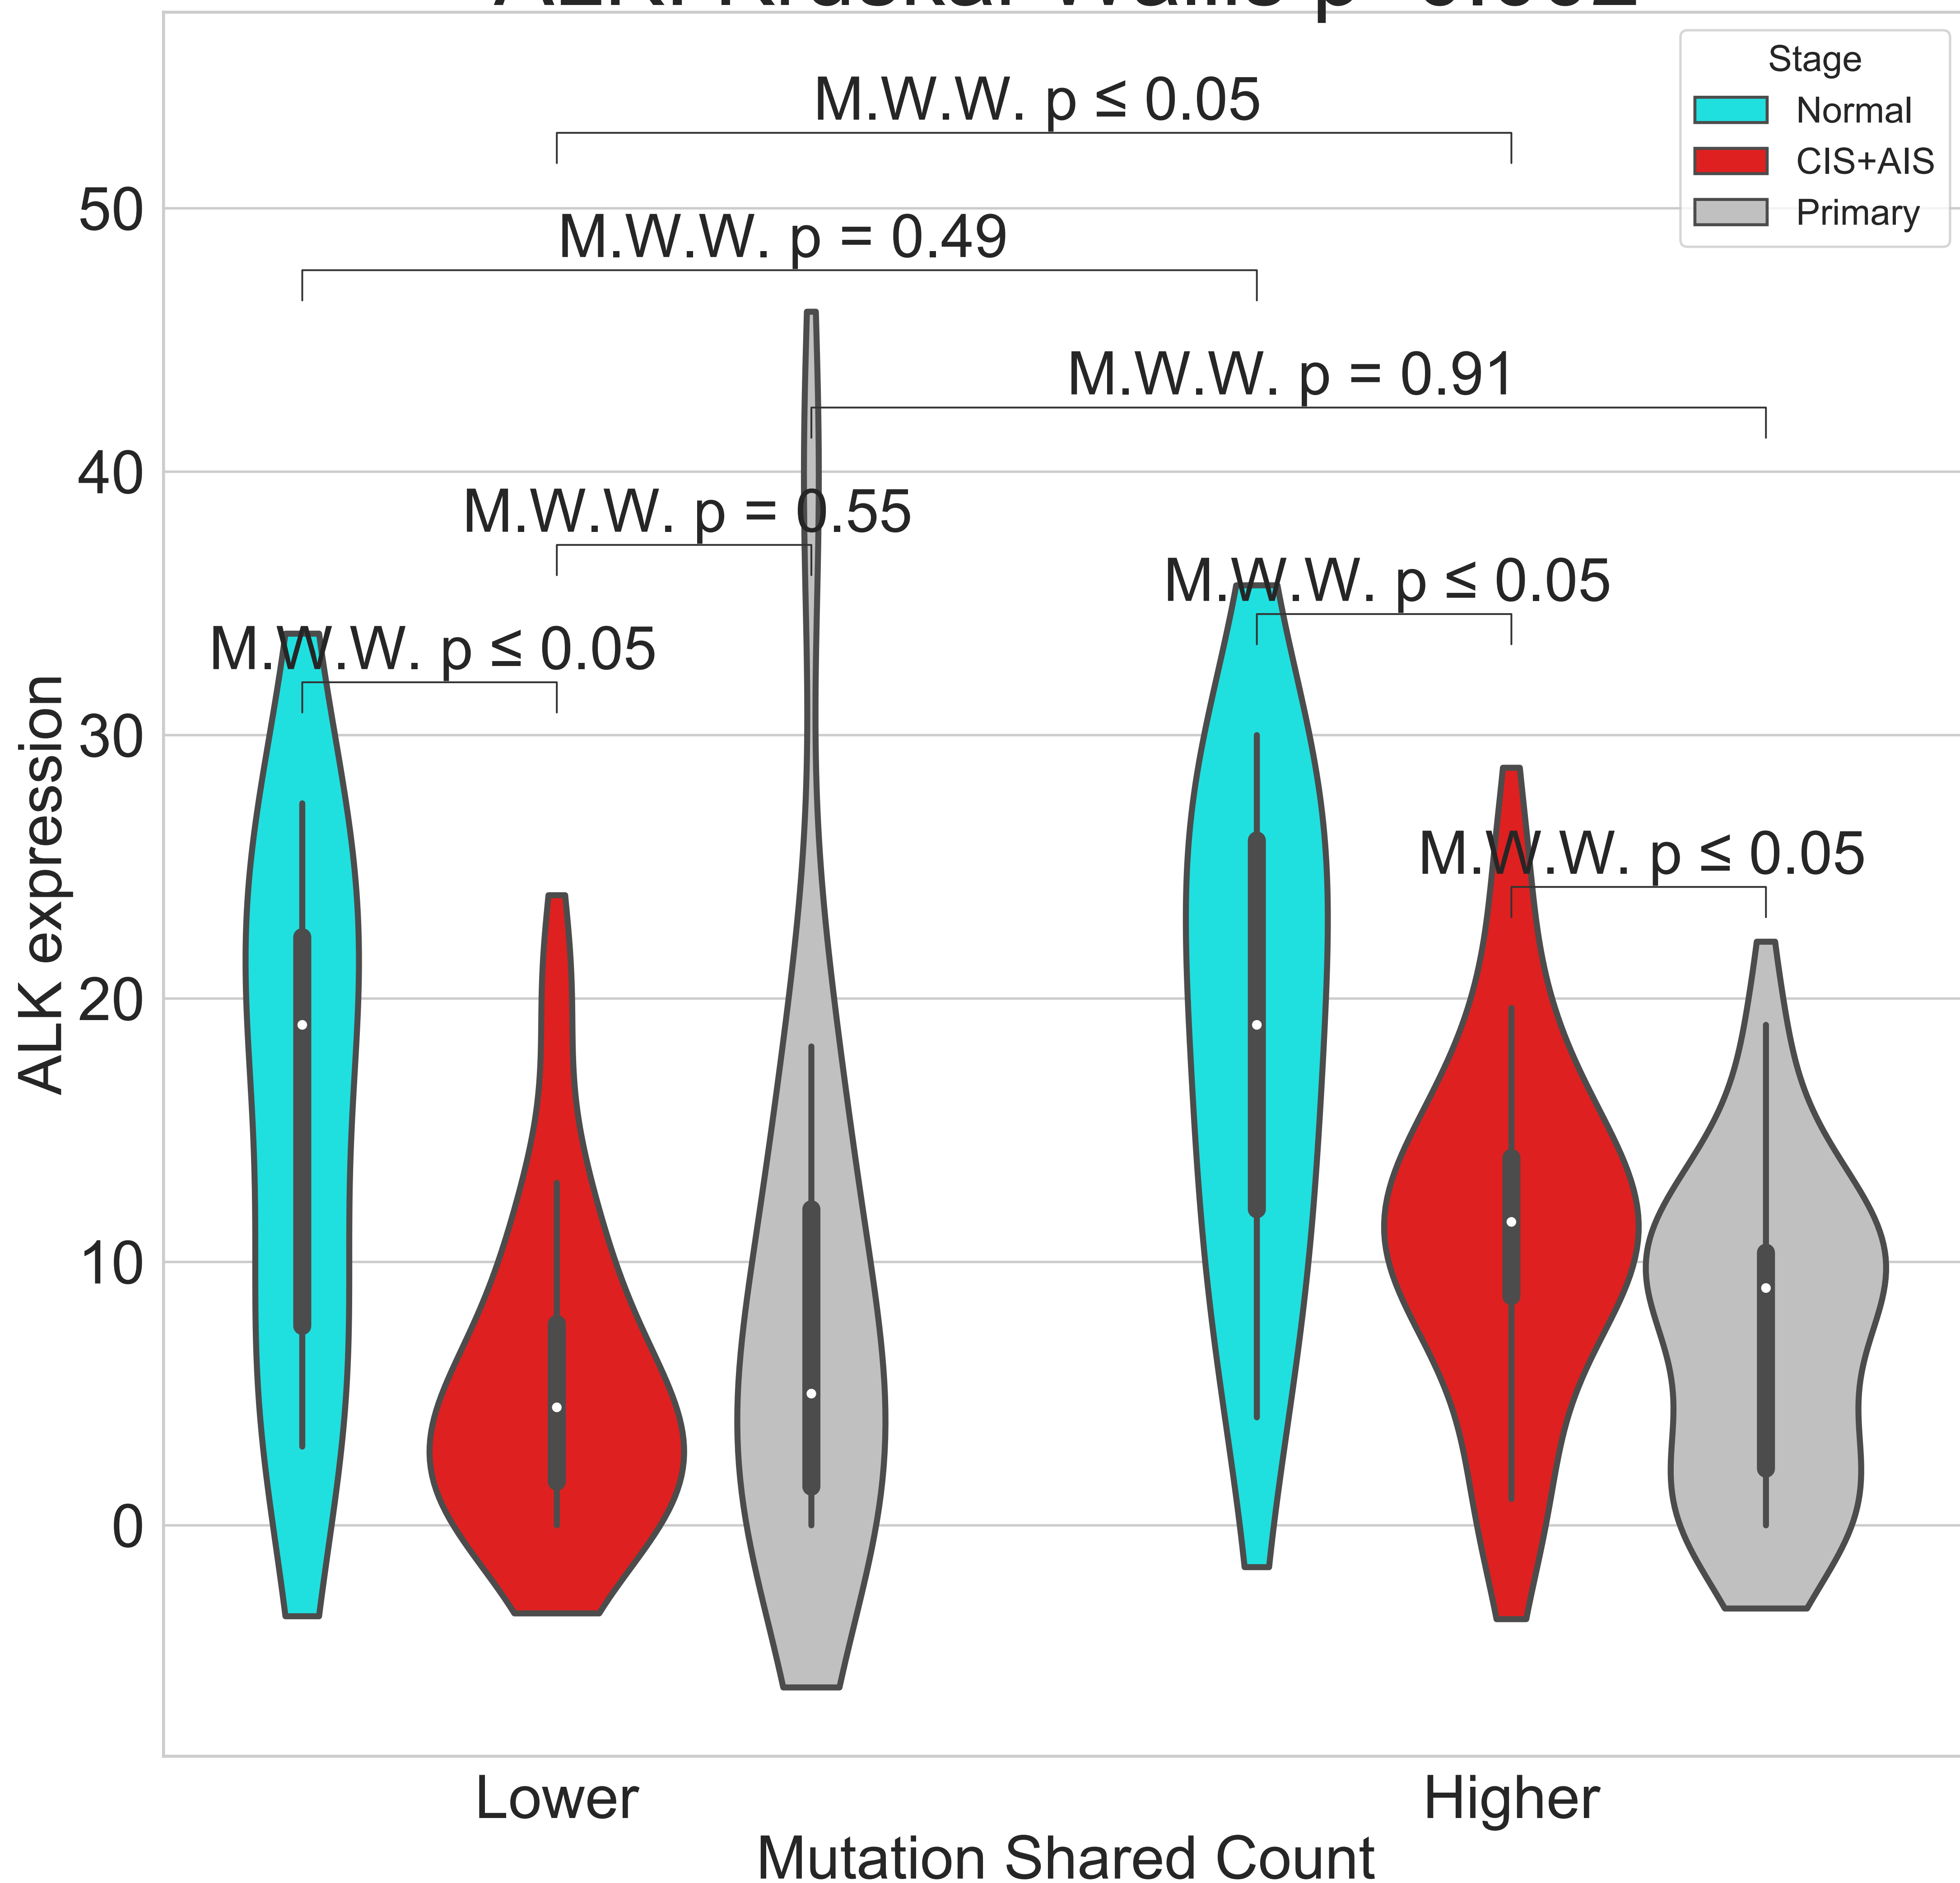 Stage
Normal
CIS+AIS
Primary
M.W.W. p ≤ 0.05
M.W.W. p = 0.49
M.W.W. p = 0.91
M.W.W. p = 0.55
M.W.W. p ≤ 0.05
M.W.W. p ≤ 0.05
M.W.W. p ≤ 0.05
50
40
30
20
10
0
ALK expression
Lower
Higher
Mutation Shared Count